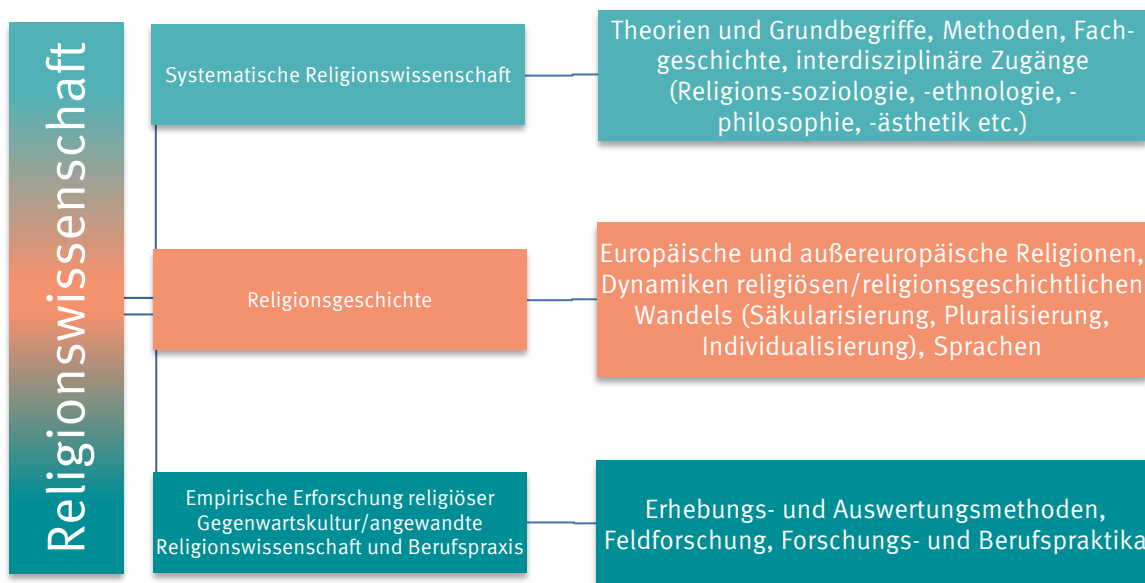 Religionswissenschaft
Systematische Religionswissenschaft
Theorien und Grundbegriffe, Methoden, Fach-
geschichte, interdisziplinäre Zugänge
(Religions-soziologie, -ethnologie, -
philosophie, -ästhetik etc.)
Religionsgeschichte
Europäische und außereuropäische Religionen,
Dynamiken religiösen/religionsgeschichtlichen
Wandels (Säkularisierung, Pluralisierung,
Individualisierung), Sprachen
Empirische Erforschung religiöser
Gegenwartskultur/angewandte
Religionswissenschaft und Berufspraxis
Erhebungs- und Auswertungsmethoden,
Feldforschung, Forschungs- und Berufspraktika